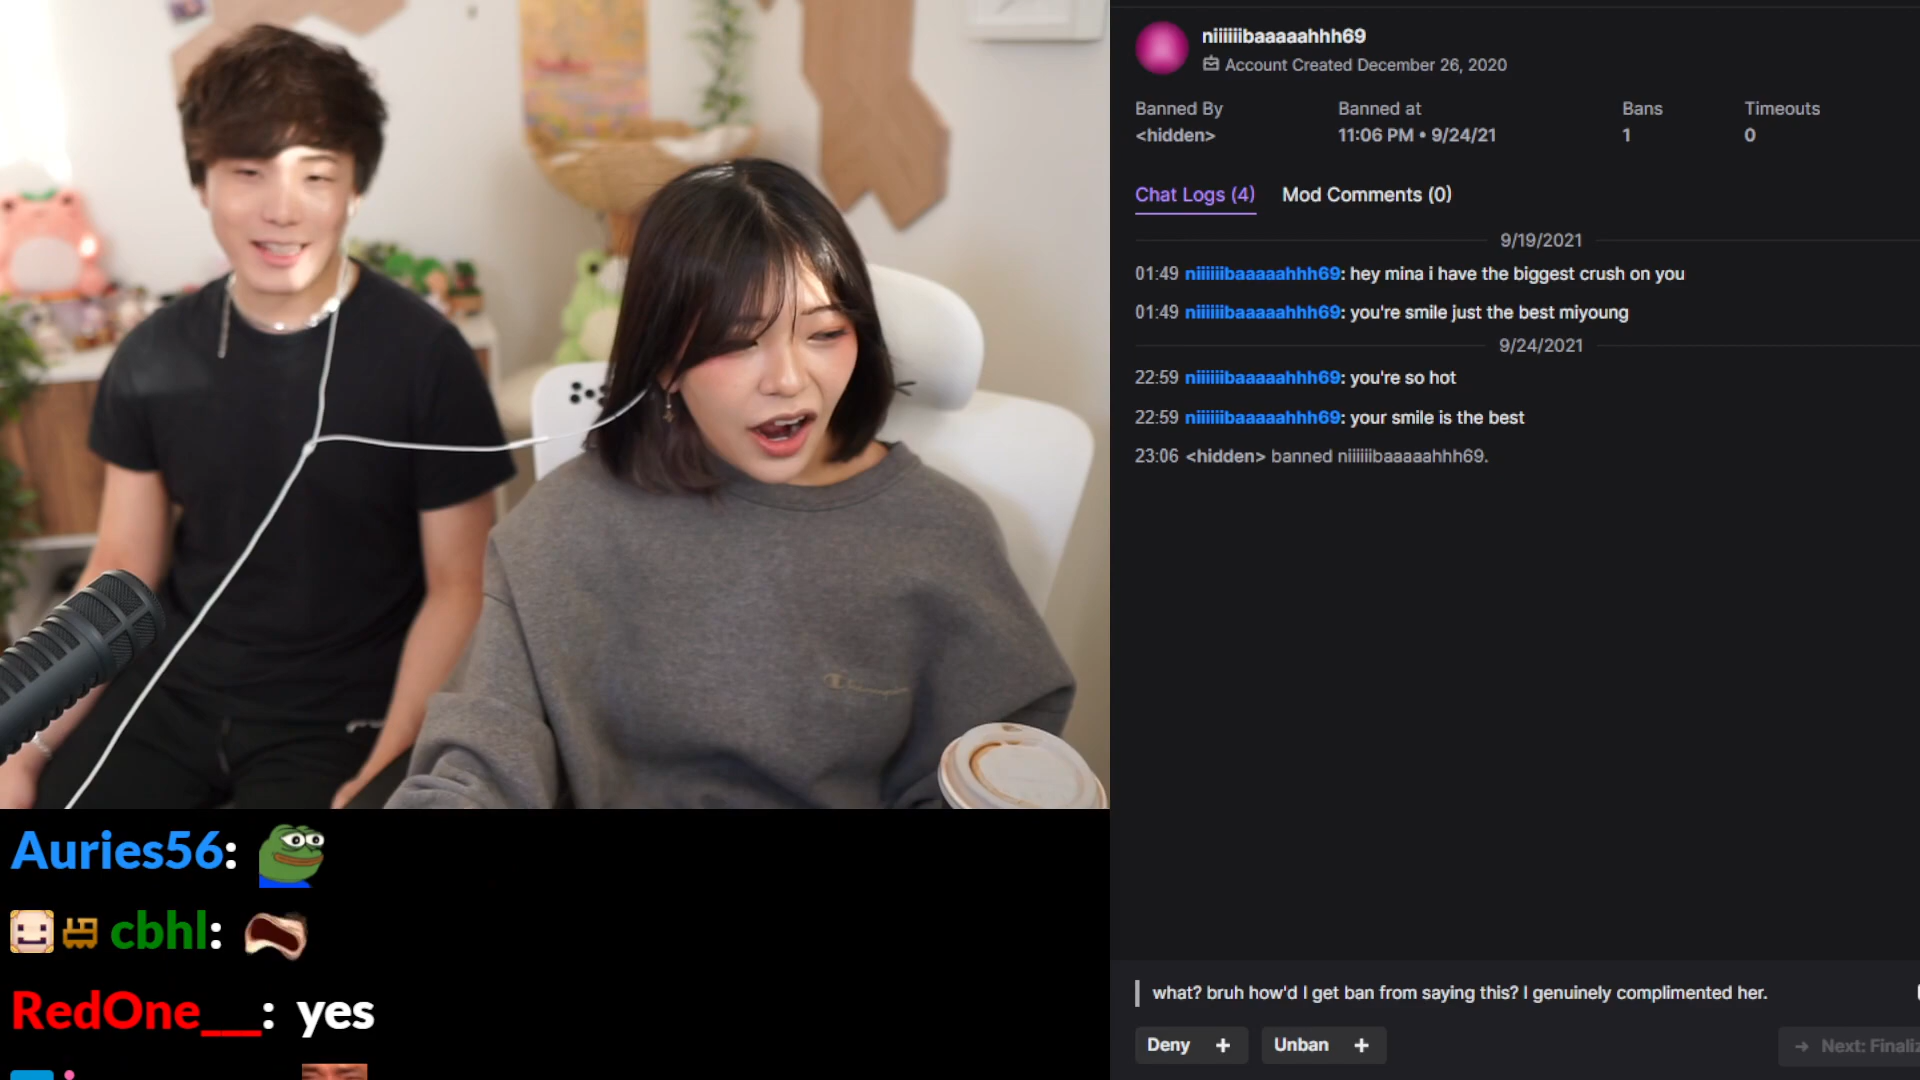 niiiiiibaaaaahhh69
Account Created December 26, 2020
Banned By
Banned at
Bans
Timeouts
<hidden>
11:06 PM • 9/24/21
1
0
Chat Logs (4)
Mod Comments (0)
9/19/2021
01:49 niiiiiibaaaaahhh69: hey mina i have the biggest crush on you
01:49 niiiiiibaaaaahhh69: you're smile just the best miyoung
9/24/2021
22:59 niiiiiibaaaaahhh69: you're so hot
22:59 niiiiiibaaaaahhh69: your smile is the best
23:06 <hidden> banned niiiiiibaaaaahhh69.
what? bruh how'd I get ban from saying this? I genuinely complimented her.
Deny +
Unban +
→ Next: Finaliz
Champion
Auries56:
cbhl:
RedOne__: yes